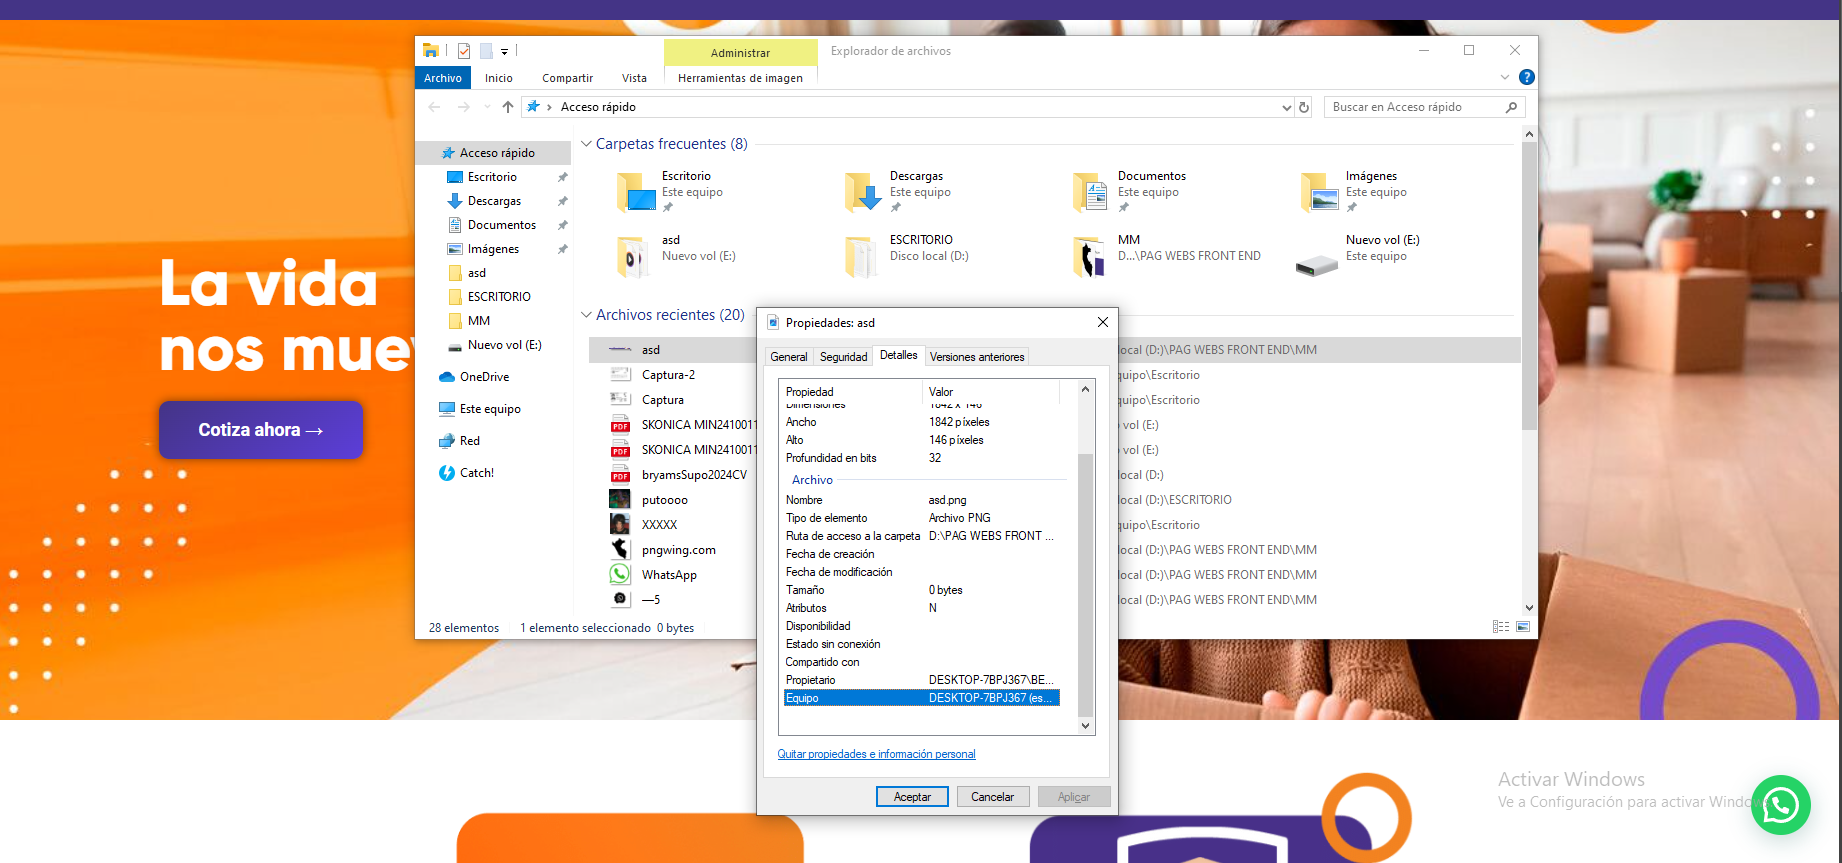 Administrar
Explorador de archivos
Archivo
Inicio
Compartir
Vista
Herramientas de imagen
Acceso rápido
Buscar en Acceso rápido
Acceso rápido
Escritorio
Descargas
Documentos
Imágenes
asd
ESCRITORIO
MM
Nuevo vol (E:)
OneDrive
Este equipo
Red
Catch!
Carpetas frecuentes (8)
Escritorio
Este equipo
Descargas
Este equipo
Documentos
Este equipo
Imágenes
Este equipo
asd
Nuevo vol (E:)
ESCRITORIO
Disco local (D:)
MM
D...\PAG WEBS FRONT END
Nuevo vol (E:)
Este equipo
Archivos recientes (20)
asd
ocal (D:)\PAG WEBS FRONT END\MM
Captura-2
quipo\Escritorio
Captura
quipo\Escritorio
SKONICA MIN2410011
vol (E:)
SKONICA MIN2410011
vol (E:)
bryamsSupo2024CV
ocal (D:)
putoooo
ocal (D:)\ESCRITORIO
XXXXX
quipo\Escritorio
pngwing.com
ocal (D:)\PAG WEBS FRONT END\MM
WhatsApp
ocal (D:)\PAG WEBS FRONT END\MM
—5
ocal (D:)\PAG WEBS FRONT END\MM
28 elementos
1 elemento seleccionado 0 bytes
Propiedades: asd
General
Seguridad
Detalles
Versiones anteriores
Propiedad Valor
Dimensiones 1842 x 146
Ancho 1842 píxeles
Alto 146 píxeles
Profundidad en bits 32
Archivo
Nombre asd.png
Tipo de elemento Archivo PNG
Ruta de acceso a la carpeta D:\PAG WEBS FRONT ...
Fecha de creación
Fecha de modificación
Tamaño 0 bytes
Atributos N
Disponibilidad
Estado sin conexión
Compartido con
Propietario DESKTOP-7BPJ367\BE...
Equipo DESKTOP-7BPJ367 (es...
Quitar propiedades e información personal
Aceptar
Cancelar
Aplicar
La vida
nos muev
Cotiza ahora →
Activar Windows
Ve a Configuración para activar Windows